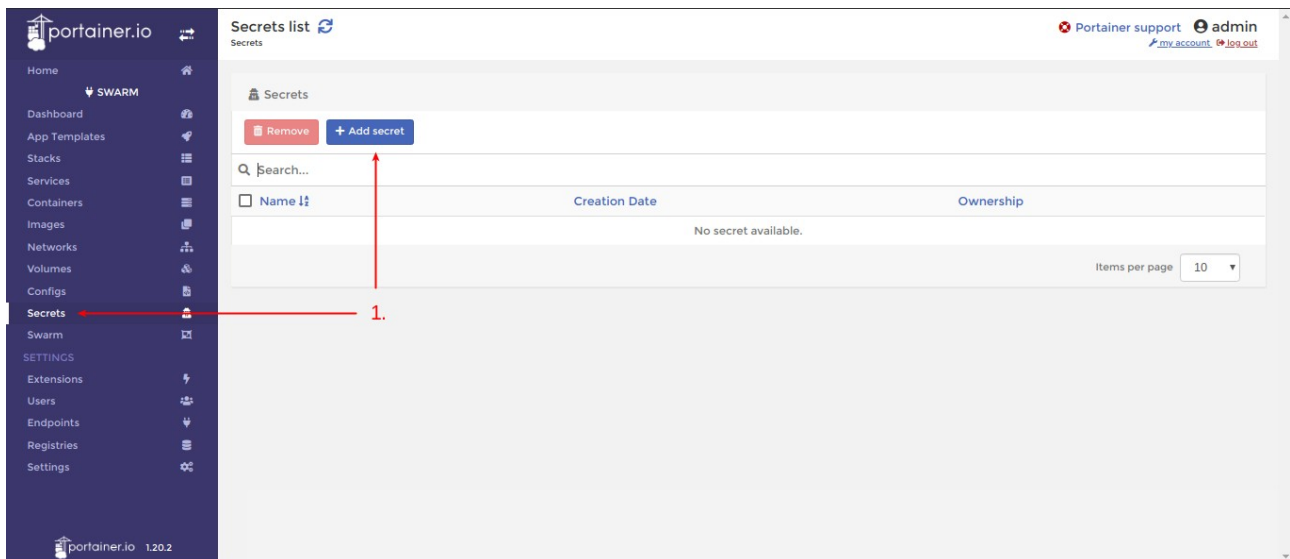 portainer.io
Home
SWARM
Dashboard
App Templates
Stacks
Services
Containers
Images
Networks
Volumes
Configs
Secrets
Swarm
SETTINGS
Extensions
Users
Endpoints
Registries
Settings
portainer.io 1.20.2
Secrets list
Secrets
Portainer support admin
my account log out
Secrets
Remove + Add secret
Search...
Name Creation Date Ownership
No secret available.
Items per page 10
1.